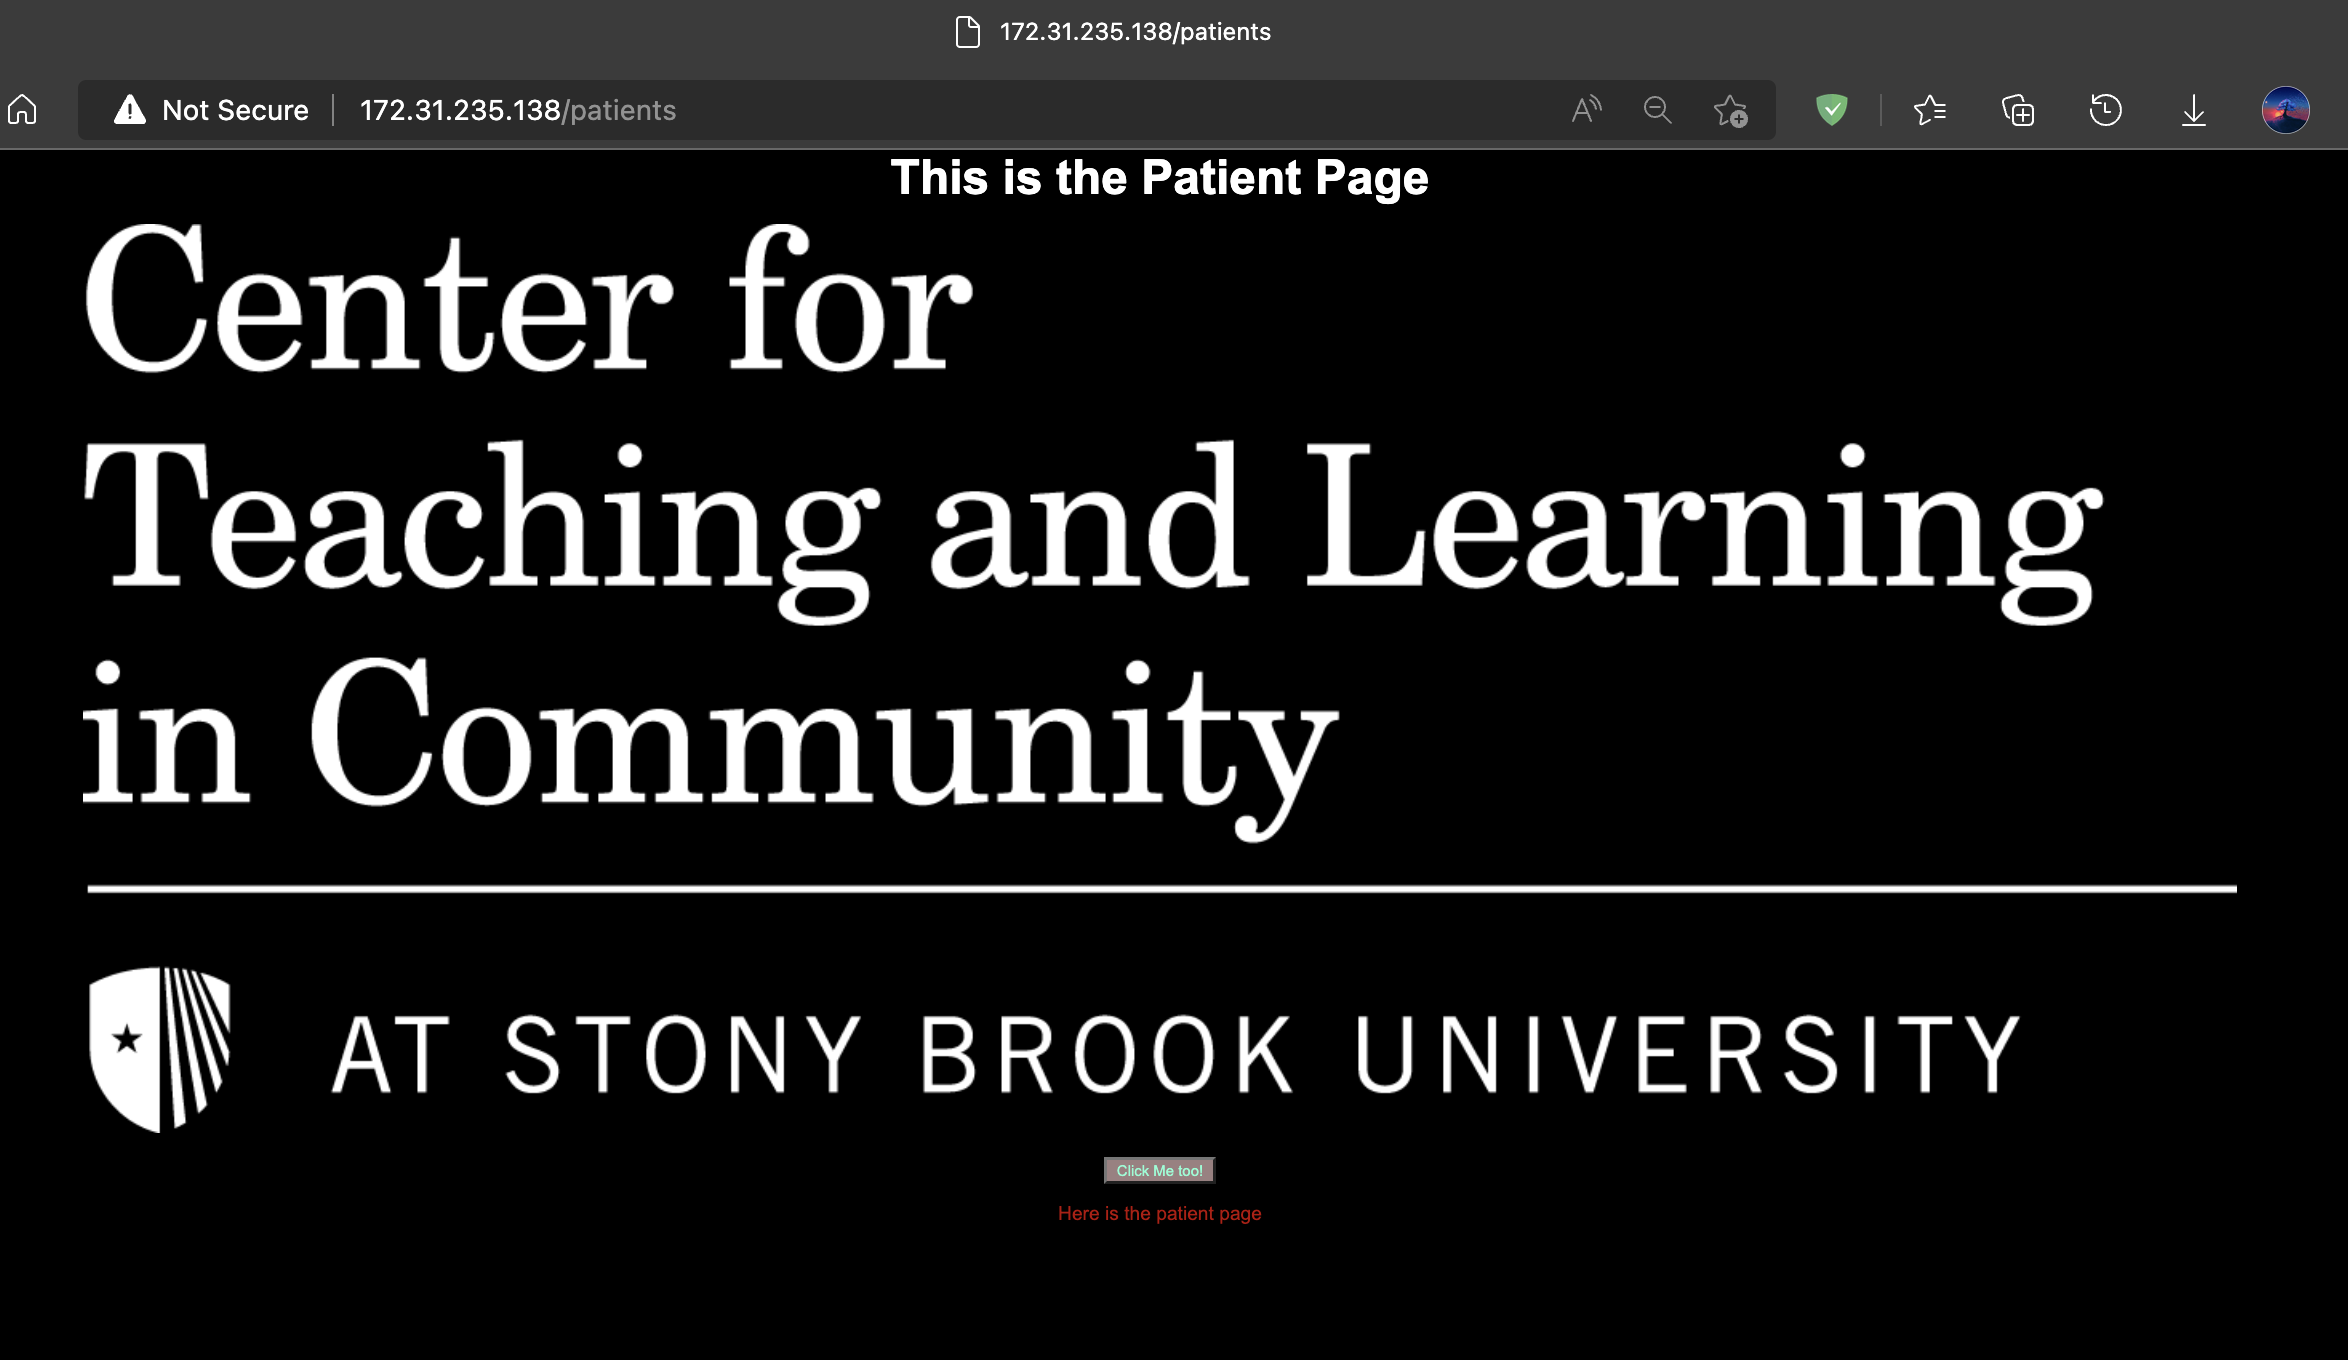 172.31.235.138/patients
Not Secure 172.31.235.138/patients
This is the Patient Page
Center for
Teaching and Learning
in Community
AT STONY BROOK UNIVERSITY
Click Me too!
Here is the patient page